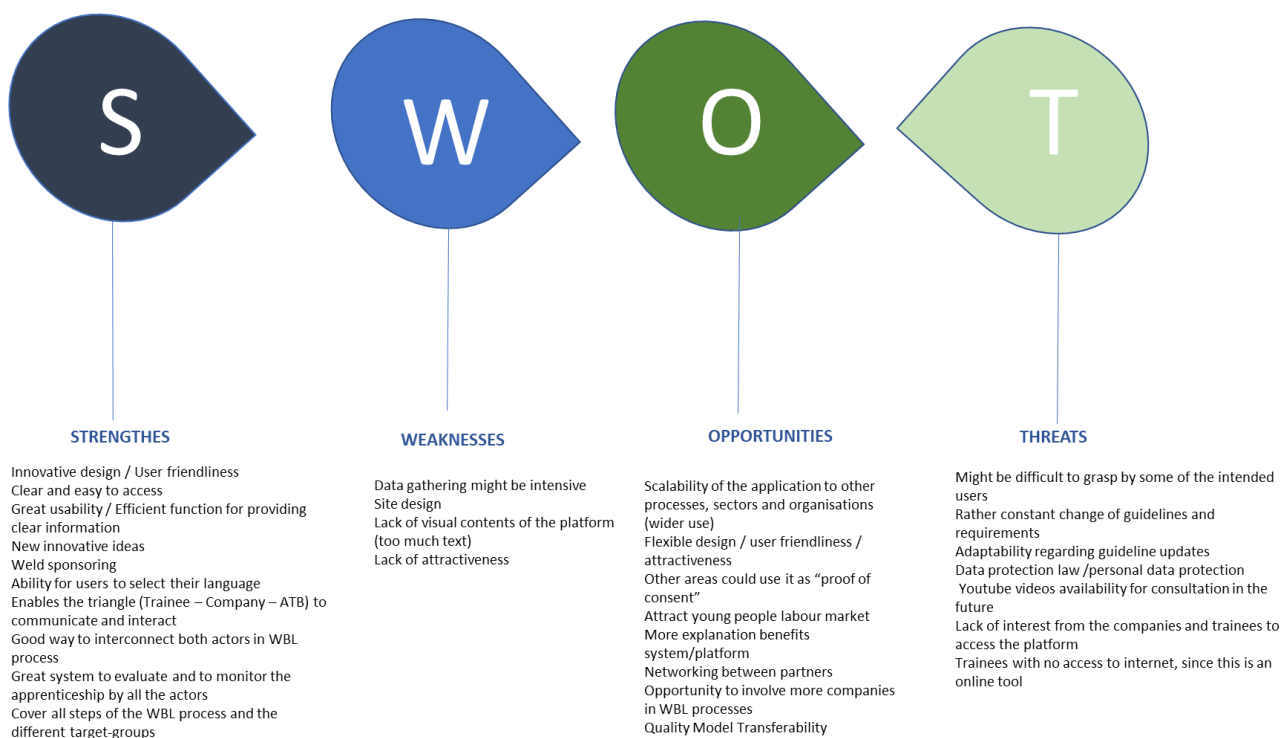 S
W
O
T
STRENGTHES
Innovative design / User friendliness
Clear and easy to access
Great usability / Efficient function for providing
clear information
New innovative ideas
Weld sponsoring
Ability for users to select their language
Enables the triangle (Trainee – Company – ATB) to
communicate and interact
Good way to interconnect both actors in WBL
process
Great system to evaluate and to monitor the
apprenticeship by all the actors
Cover all steps of the WBL process and the
different target-groups
WEAKNESSES
Data gathering might be intensive
Site design
Lack of visual contents of the platform
(too much text)
Lack of attractiveness
OPPORTUNITIES
Scalability of the application to other
processes, sectors and organisations
(wider use)
Flexible design / user friendliness /
attractiveness
Other areas could use it as “proof of
consent”
Attract young people labour market
More explanation benefits
system/platform
Networking between partners
Opportunity to involve more companies
in WBL processes
Quality Model Transferability
THREATS
Might be difficult to grasp by some of the intended
users
Rather constant change of guidelines and
requirements
Adaptability regarding guideline updates
Data protection law /personal data protection
Youtube videos availability for consultation in the
future
Lack of interest from the companies and trainees to
access the platform
Trainees with no access to internet, since this is an
online tool